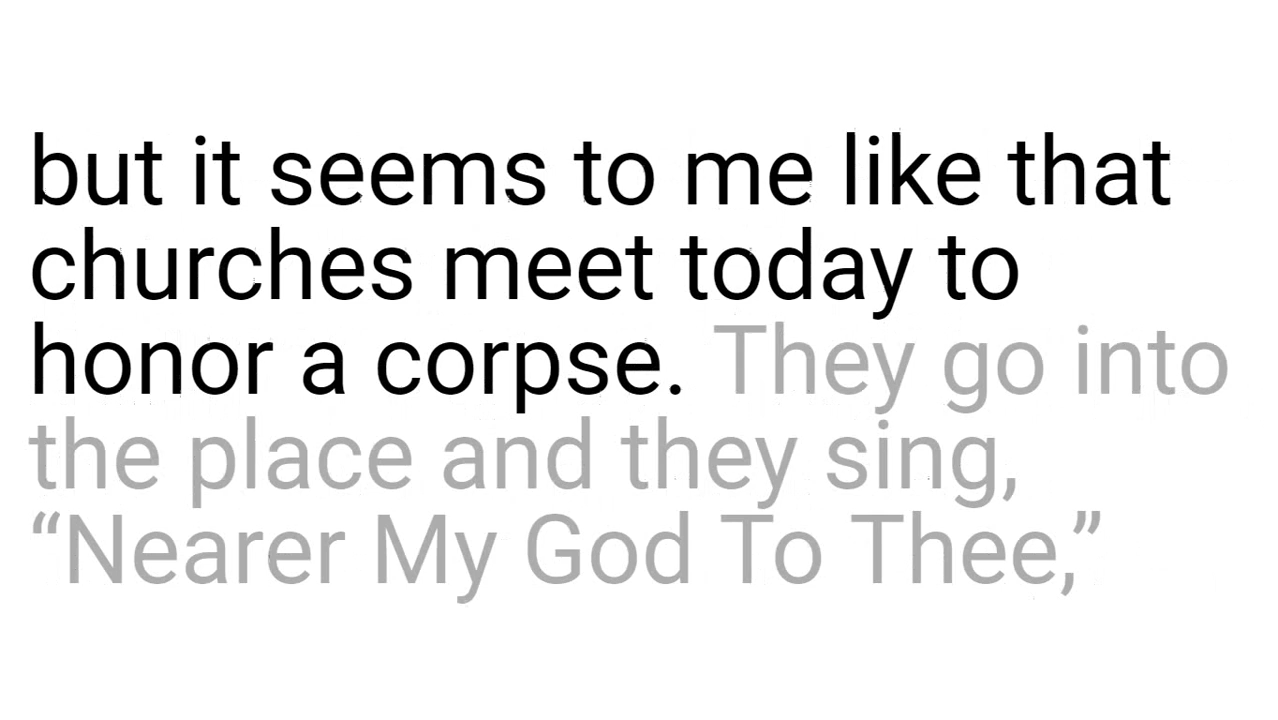 but it seems to me like that
churches meet today to
honor a corpse. They go into
the place and they sing,
“Nearer My God To Thee,”